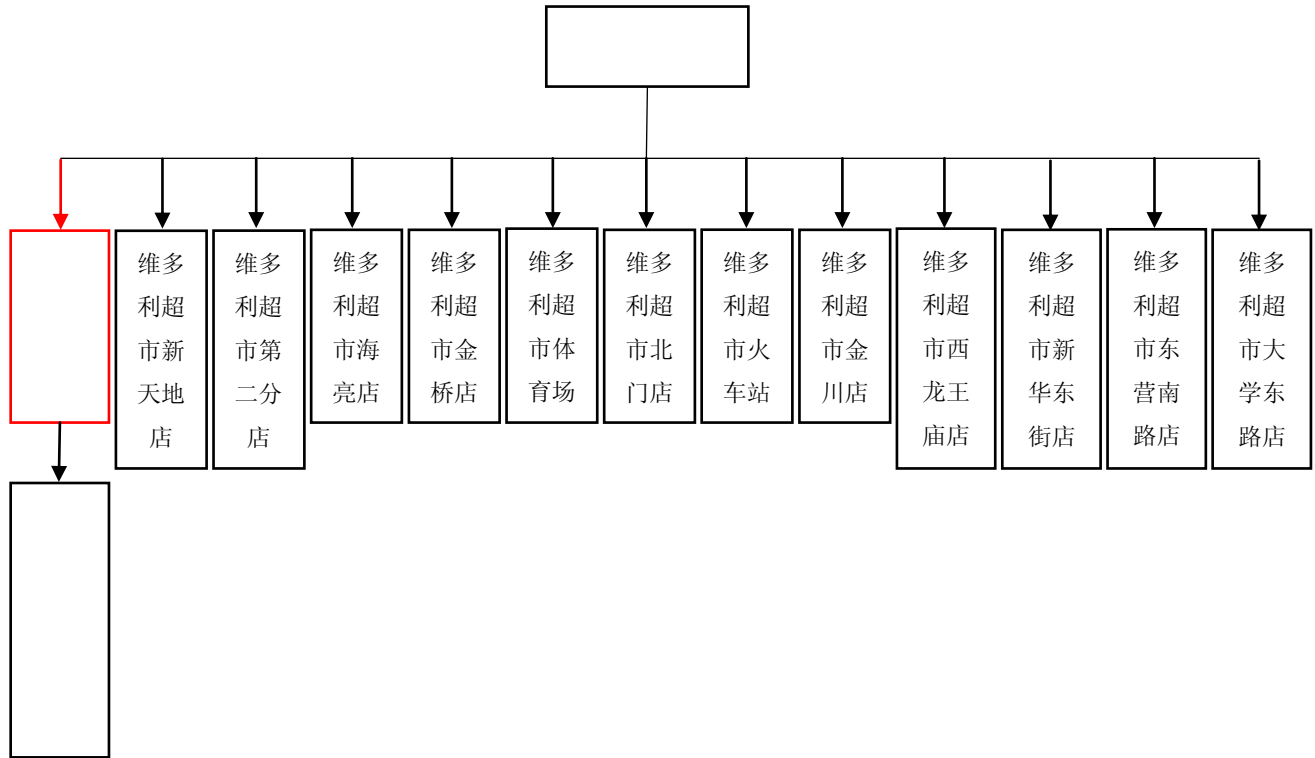 维多
利超
市新
天地
店
维多
利超
市第
二分
店
维多
利超
市海
亮店
维多
利超
市金
桥店
维多
利超
市体
育场
维多
利超
市北
门店
维多
利超
市火
车站
维多
利超
市金
川店
维多
利超
市西
龙王
庙店
维多
利超
市新
华东
街店
维多
利超
市东
营南
路店
维多
利超
市大
学东
路店